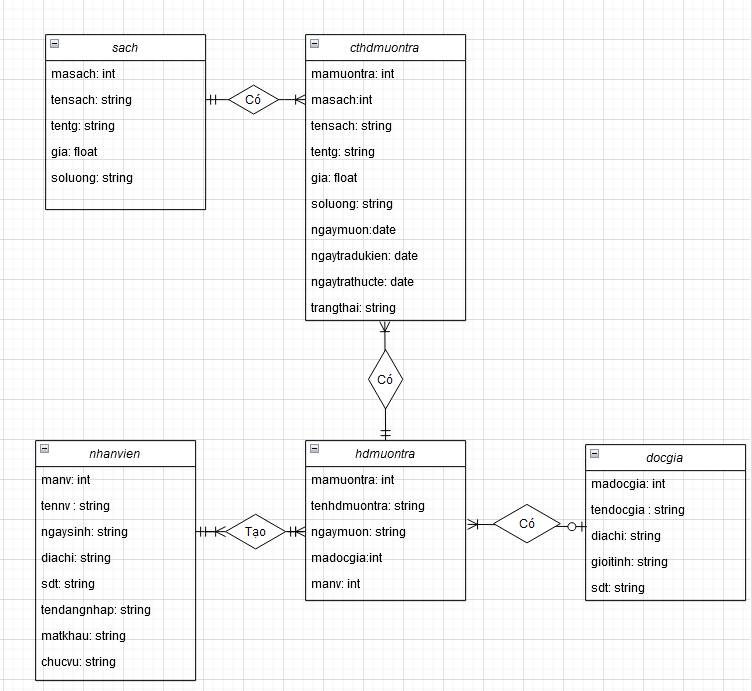 sach
masach: int
tensach: string
tentg: string
gia: float
soluong: string
Có
cthdmuontra
mamuontra: int
masach:int
tensach: string
tentg: string
gia: float
soluong: string
ngaymuon:date
ngaytradukien: date
ngaytrathucte: date
trangthai: string
Có
nhanvien
manv: int
tennv : string
ngaysinh: string
diachi: string
sdt: string
tendangnhap: string
matkhau: string
chucvu: string
Tạo
hdmuontra
mamuontra: int
tenhdmuontra: string
ngaymuon: string
madocgia:int
manv: int
Có
docgia
madocgia: int
tendocgia : string
diachi: string
gioitinh: string
sdt: string